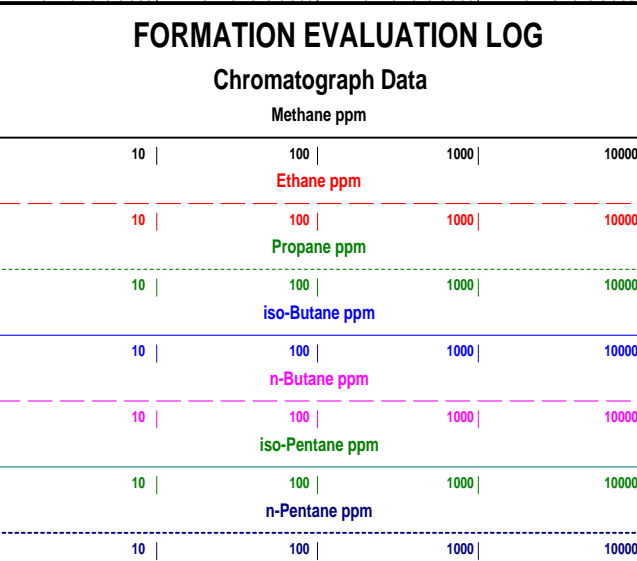 FORMATION EVALUATION LOG
Chromatograph Data
Methane ppm
10 100 1000 10000
Ethane ppm
10 100 1000 10000
Propane ppm
10 100 1000 10000
iso-Butane ppm
10 100 1000 10000
n-Butane ppm
10 100 1000 10000
iso-Pentane ppm
10 100 1000 10000
n-Pentane ppm
10 100 1000 10000